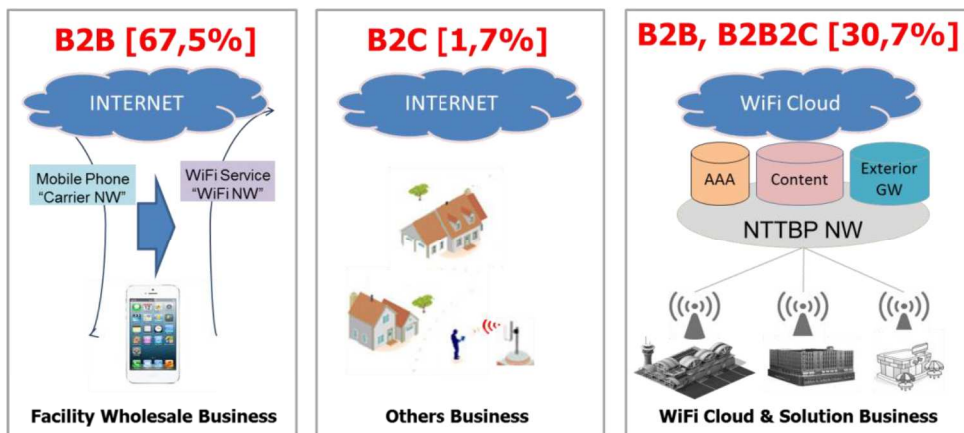 B2B [67,5%]
INTERNET
Mobile Phone
“Carrier NW”
WiFi Service
“WiFi NW”
Facility Wholesale Business
B2C [1,7%]
INTERNET
Others Business
B2B, B2B2C [30,7%]
WiFi Cloud
AAA
Content
Exterior
GW
NTTBP NW
WiFi Cloud & Solution Business